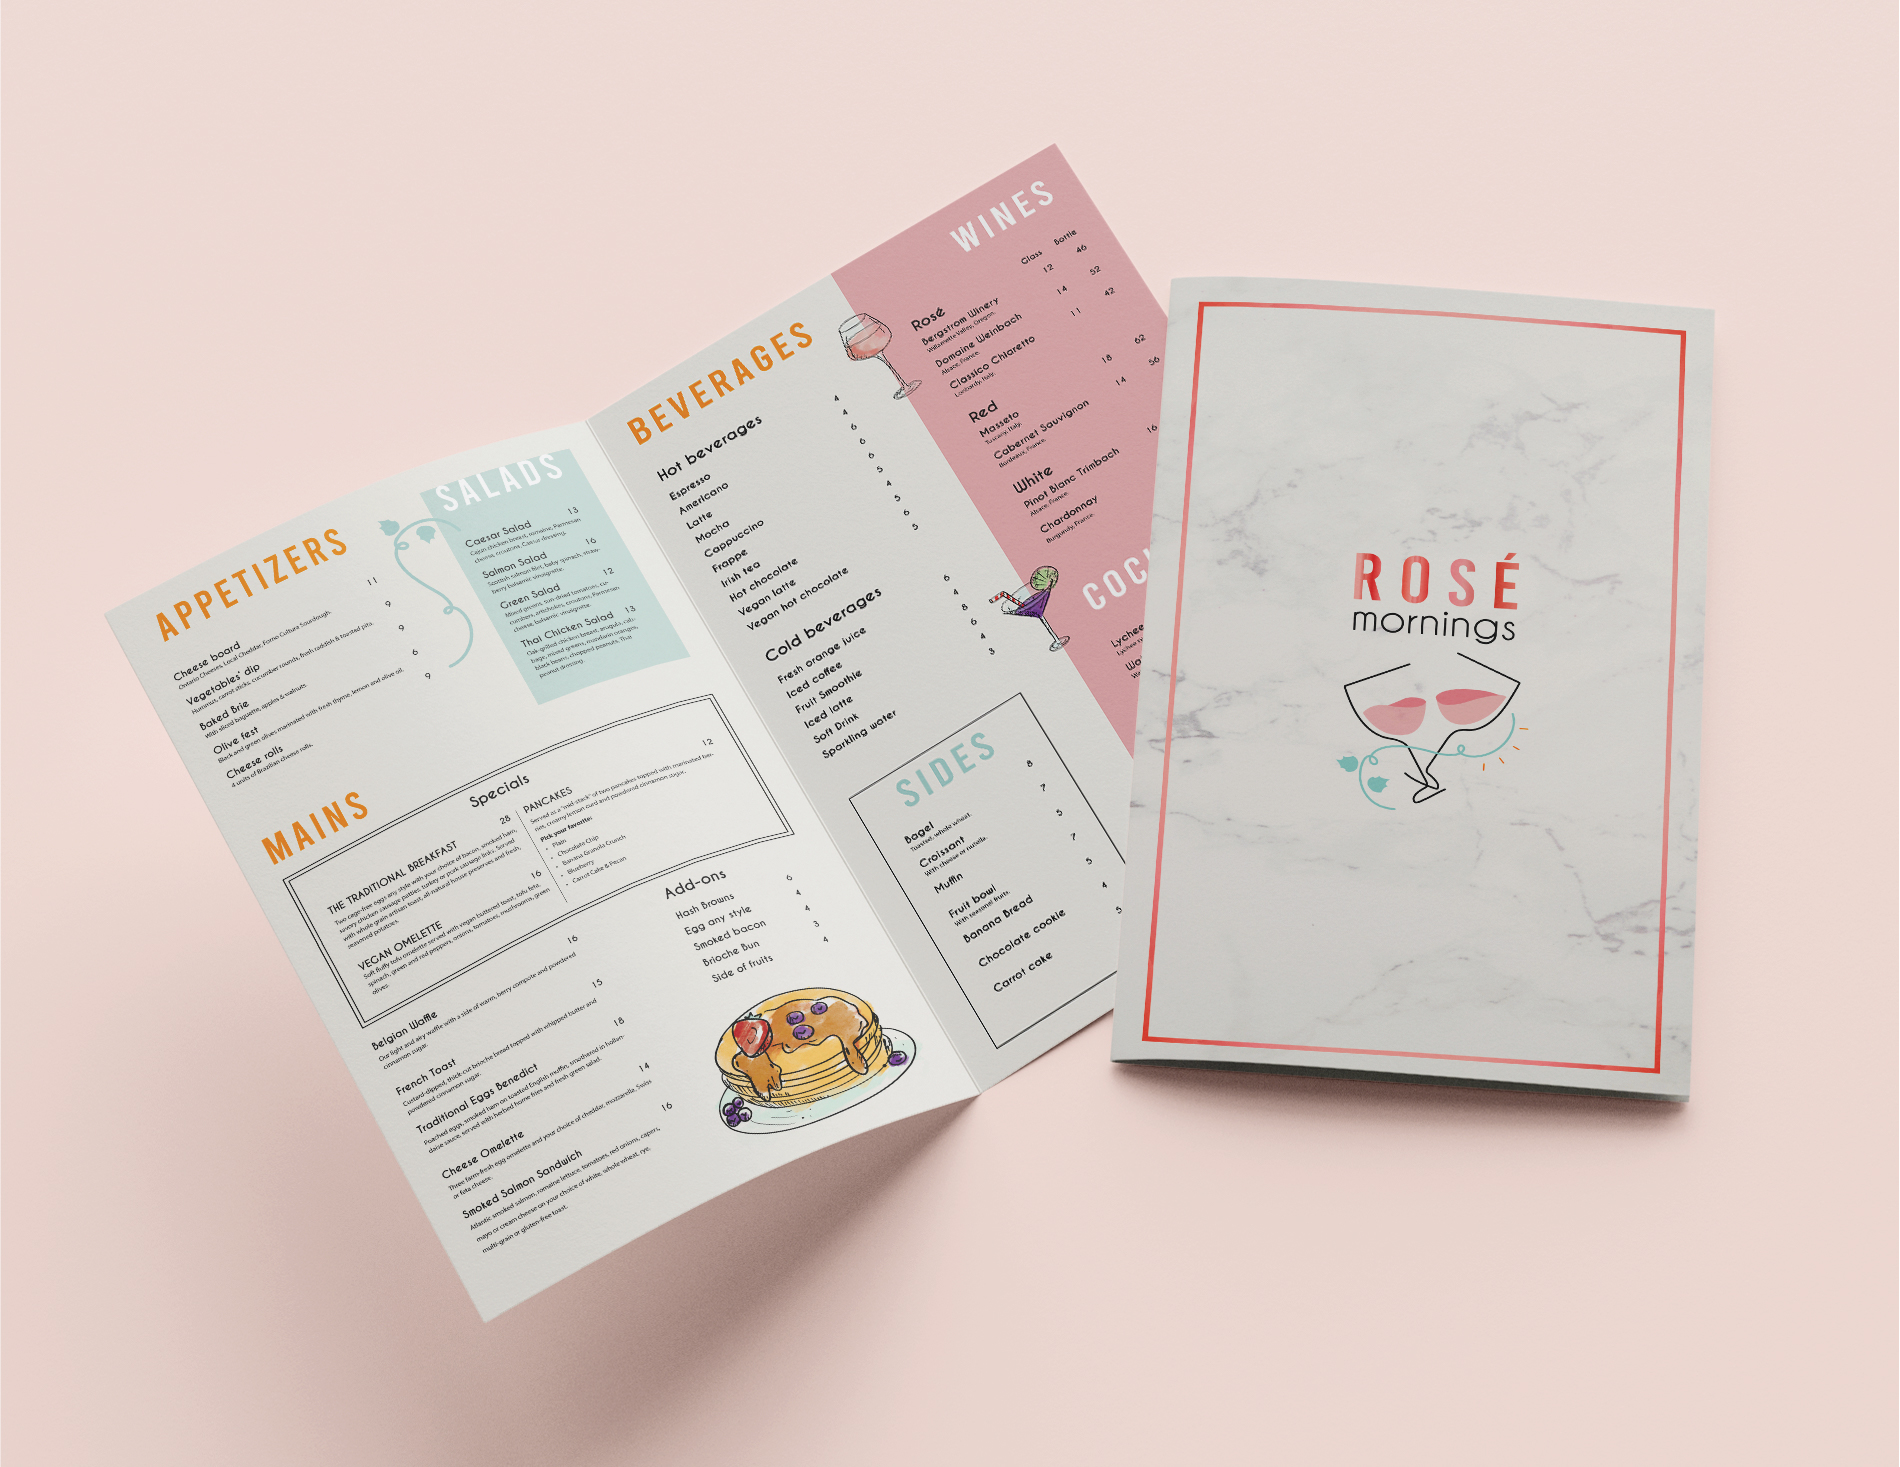 APPETIZERS
Cheese board 11
Ontario Cheeses, Local Cheddar, Forno Cultura Sourdough.
Vegetables' dip 9
Hummus, carrot sticks, cucumber rounds, fresh raddish & toasted pita.
Baked Brie 9
With sliced baguette, apples & walnuts.
Olive fest 6
Black and green olives marinated with fresh thyme, lemon and olive oil.
Cheese rolls 9
4 units of Brazilian cheese rolls.
SALADS
Caesar Salad 13
Cajun chicken breast, romaine, Parmesan
cheese, croutons, Caesar dressing.
Salmon Salad 16
Scottish salmon filet, baby spinach, straw-
berry balsamic vinaigrette.
Green Salad 12
Mixed greens, sun-dried tomatoes, cu-
cumbers, artichokes, croutons, Parmesan
cheese, balsamic vinaigrette.
Thai Chicken Salad 13
Oak-grilled chicken breast, arugula, cab-
bage, mixed greens, mandarin oranges,
black beans, chopped peanuts, Thai
peanut dressing.
MAINS
Specials
THE TRADITIONAL BREAKFAST 28
Two cage-free eggs any style with your choice of bacon, smoked ham,
savory chicken sausage patties, turkey or pork sausage links. Served
with whole grain artisan toast, all-natural house preserves and fresh,
seasoned potatoes.
VEGAN OMELETTE 16
Soft fluffy tofu omelette served with vegan buttered toast, tofu feta,
spinach, green and red peppers, onions, tomatoes, mushrooms, green
olives.
PANCAKES 12
Served as a "mid-stack" of two pancakes topped with marinated ber-
ries, creamy lemon curd and powdered cinnamon sugar.
Pick your favorite:
• Plain
• Chocolate Chip
• Banana Granola Crunch
• Blueberry
• Carrot Cake & Pecan
Belgian Waffle 16
Our light and airy waffle with a side of warm, berry compote and powdered
cinnamon sugar.
French Toast 15
Custard-dipped, thick-cut brioche bread topped with whipped butter and
powdered cinnamon sugar.
Traditional Eggs Benedict 18
Poached eggs, smoked ham on toasted English muffin, smothered in hollan-
daise sauce, served with herbed home fries and fresh green salad.
Cheese Omelette 14
Three farm-fresh egg omelette and your choice of cheddar, mozzarella, Swiss
or feta cheese.
Smoked Salmon Sandwich 16
Atlantic smoked salmon, romaine lettuce, tomatoes, red onions, capers,
mayo or cream cheese on your choice of white, whole wheat, rye,
multi-grain or gluten-free toast.
Add-ons
Hash Browns 6
Egg any style 4
Smoked bacon 4
Brioche Bun 3
Side of fruits 4
BEVERAGES
Hot beverages
Espresso 4
Americano 4
Latte 6
Mocha 6
Cappuccino 6
Frappe 5
Irish tea 4
Hot chocolate 5
Vegan latte 6
Vegan hot chocolate 5
Cold beverages
Fresh orange juice 6
Iced coffee 4
Fruit Smoothie 8
Iced latte 6
Soft Drink 4
Sparkling water 3
SIDES
Bagel 8
Toasted, whole wheat.
Croissant 7
With cheese or nutella.
Muffin 5
Fruit bowl 7
With seasonal fruits.
Banana Bread 5
Chocolate cookie 4
Carrot cake 5
WINES
Glass Bottle
Rosé
Bergstrom Winery 12 46
Willamette Valley, Oregon.
Domaine Weinbach 14 52
Alsace, France.
Classico Chiaretto 11 42
Lombardy, Italy.
Red
Masseto 18 62
Tuscany, Italy.
Cabernet Sauvignon 14 56
Bordeaux, France.
White
Pinot Blanc Trimbach 16
Alsace, France.
Chardonnay
Burgundy, France.
COC
Lychee
Lychee
Wa
ROSÉ
mornings